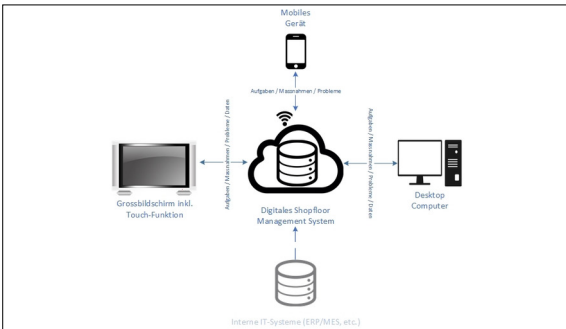 Mobiles
Gerät
Aufgaben / Massnahmen / Probleme
Aufgaben / Massnahmen / Probleme / Daten
Aufgaben / Massnahmen / Probleme / Daten
Grossbildschirm inkl.
Touch-Funktion
Digitales Shopfloor
Management System
Desktop
Computer
Interne IT-Systeme (ERP/MES, etc.)